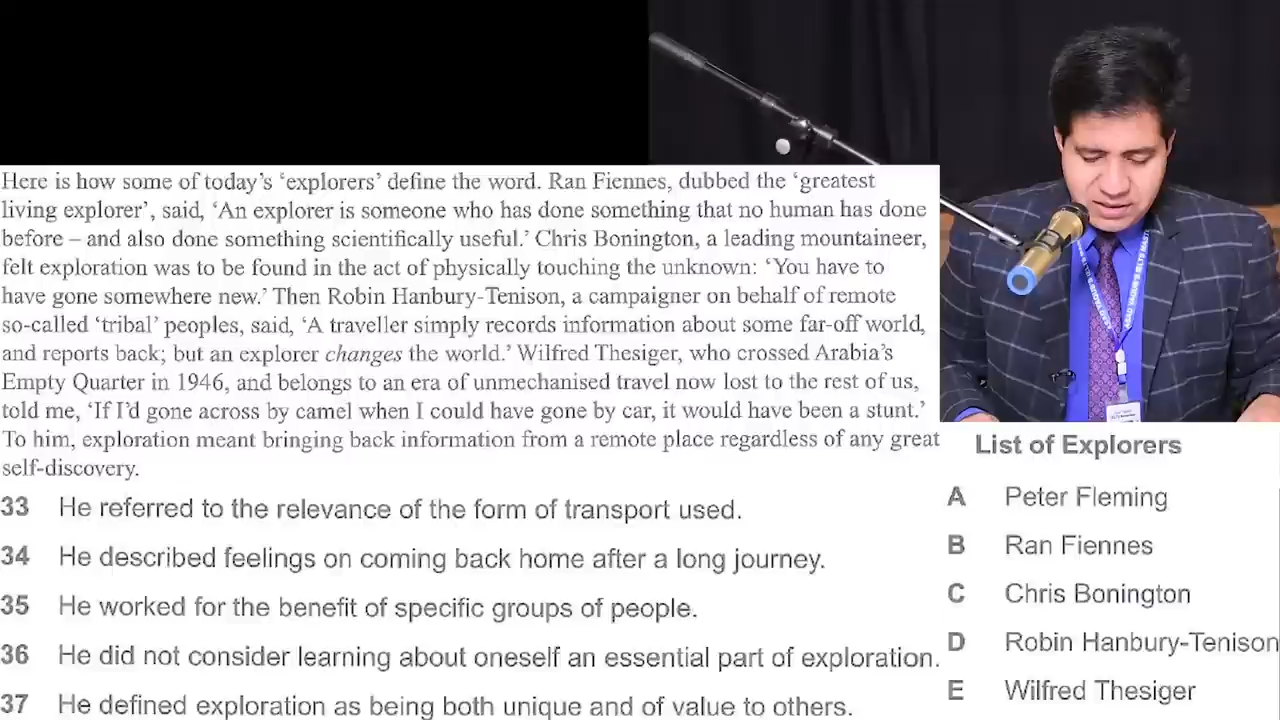 Here is how some of today's 'explorers' define the word. Ran Fiennes, dubbed the 'greatest
living explorer', said, 'An explorer is someone who has done something that no human has done
before – and also done something scientifically useful.' Chris Bonington, a leading mountaineer,
felt exploration was to be found in the act of physically touching the unknown: 'You have to
have gone somewhere new.' Then Robin Hanbury-Tenison, a campaigner on behalf of remote
so-called 'tribal' peoples, said, 'A traveller simply records information about some far-off world,
and reports back; but an explorer changes the world.' Wilfred Thesiger, who crossed Arabia's
Empty Quarter in 1946, and belongs to an era of unmechanised travel now lost to the rest of us,
told me, 'If I'd gone across by camel when I could have gone by car, it would have been a stunt.'
To him, exploration meant bringing back information from a remote place regardless of any great
self-discovery.
33 He referred to the relevance of the form of transport used.
34 He described feelings on coming back home after a long journey.
35 He worked for the benefit of specific groups of people.
36 He did not consider learning about oneself an essential part of exploration.
37 He defined exploration as being both unique and of value to others.
List of Explorers
A Peter Fleming
B Ran Fiennes
C Chris Bonington
D Robin Hanbury-Tenison
E Wilfred Thesiger